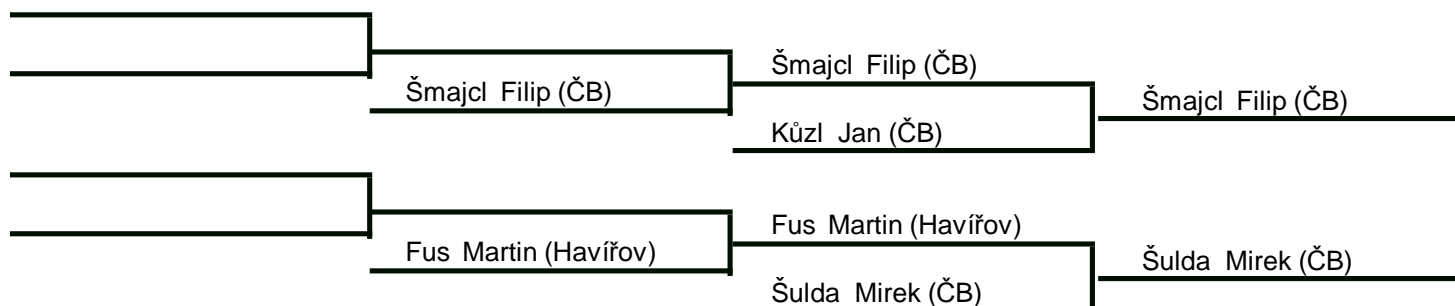 Šmajcl Filip (ČB)
Šmajcl Filip (ČB)
Šmajcl Filip (ČB)
Kůzl Jan (ČB)
Fus Martin (Havířov)
Fus Martin (Havířov)
Šulda Mirek (ČB)
Šulda Mirek (ČB)